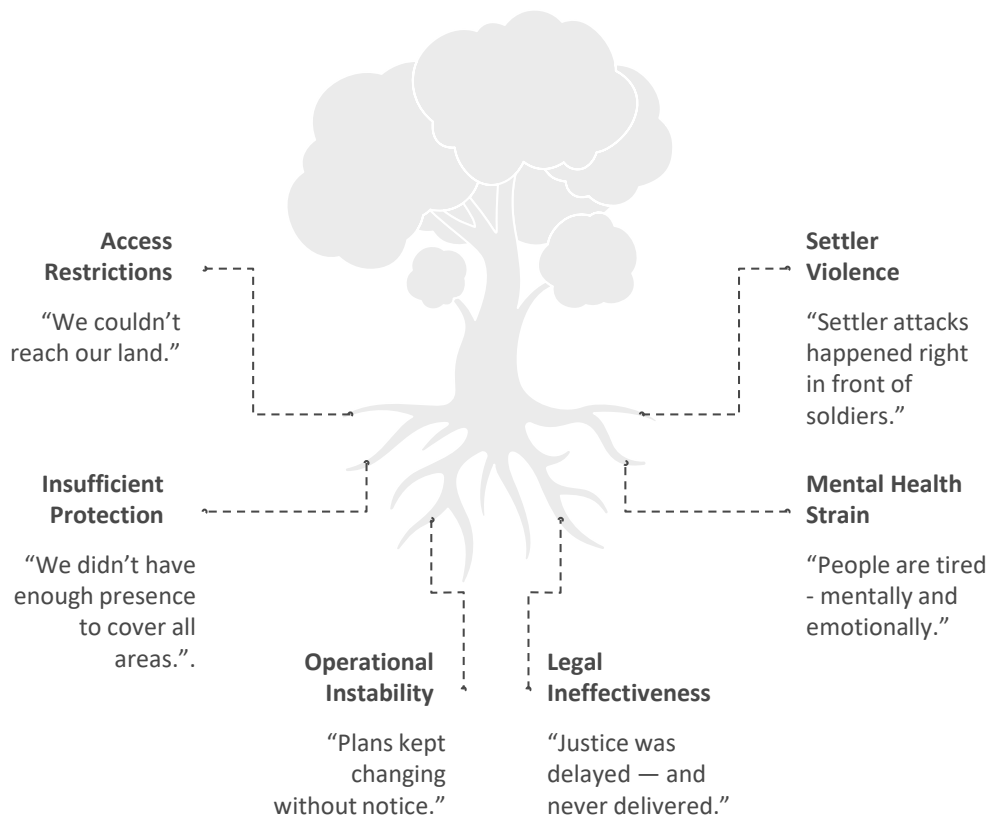 Access
Restrictions
“We couldn’t
reach our land.”
Settler
Violence
“Settler attacks
happened right
in front of
soldiers.”
Insufficient
Protection
“We didn’t have
enough presence
to cover all
areas.”.
Mental Health
Strain
“People are tired
- mentally and
emotionally.”
Operational
Instability
“Plans kept
changing
without notice.”
Legal
Ineffectiveness
“Justice was
delayed — and
never delivered.”